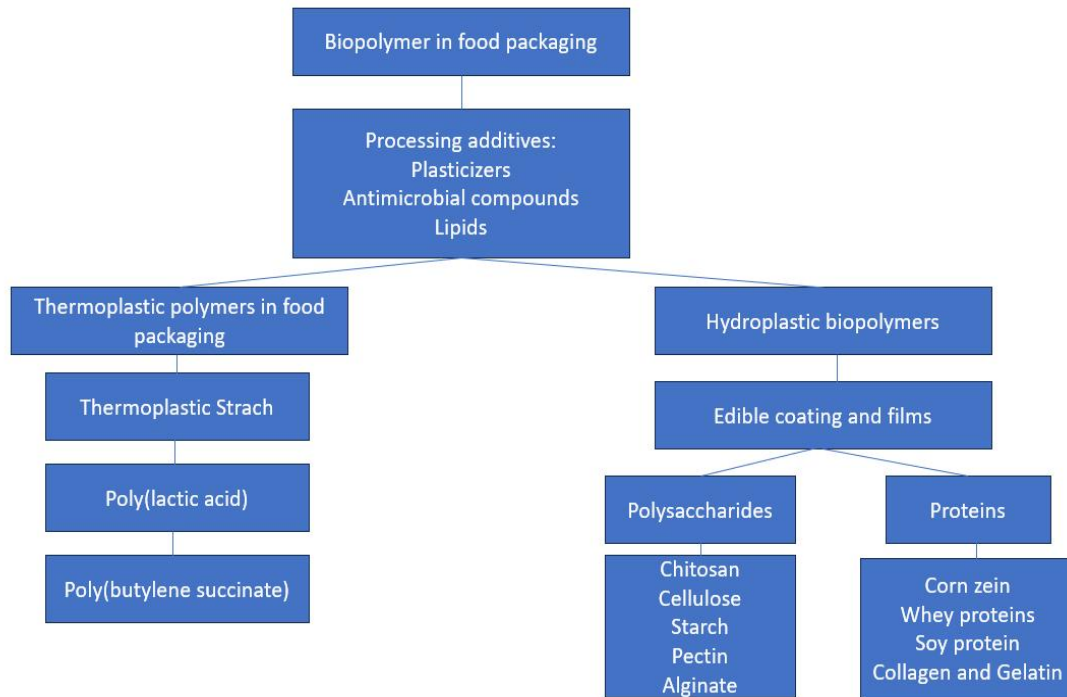 Biopolymer in food packaging
Processing additives:
Plasticizers
Antimicrobial compounds
Lipids
Thermoplastic polymers in food
packaging
Thermoplastic Strach
Poly(lactic acid)
Poly(butylene succinate)
Hydroplastic biopolymers
Edible coating and films
Polysaccharides
Chitosan
Cellulose
Starch
Pectin
Alginate
Proteins
Corn zein
Whey proteins
Soy protein
Collagen and Gelatin